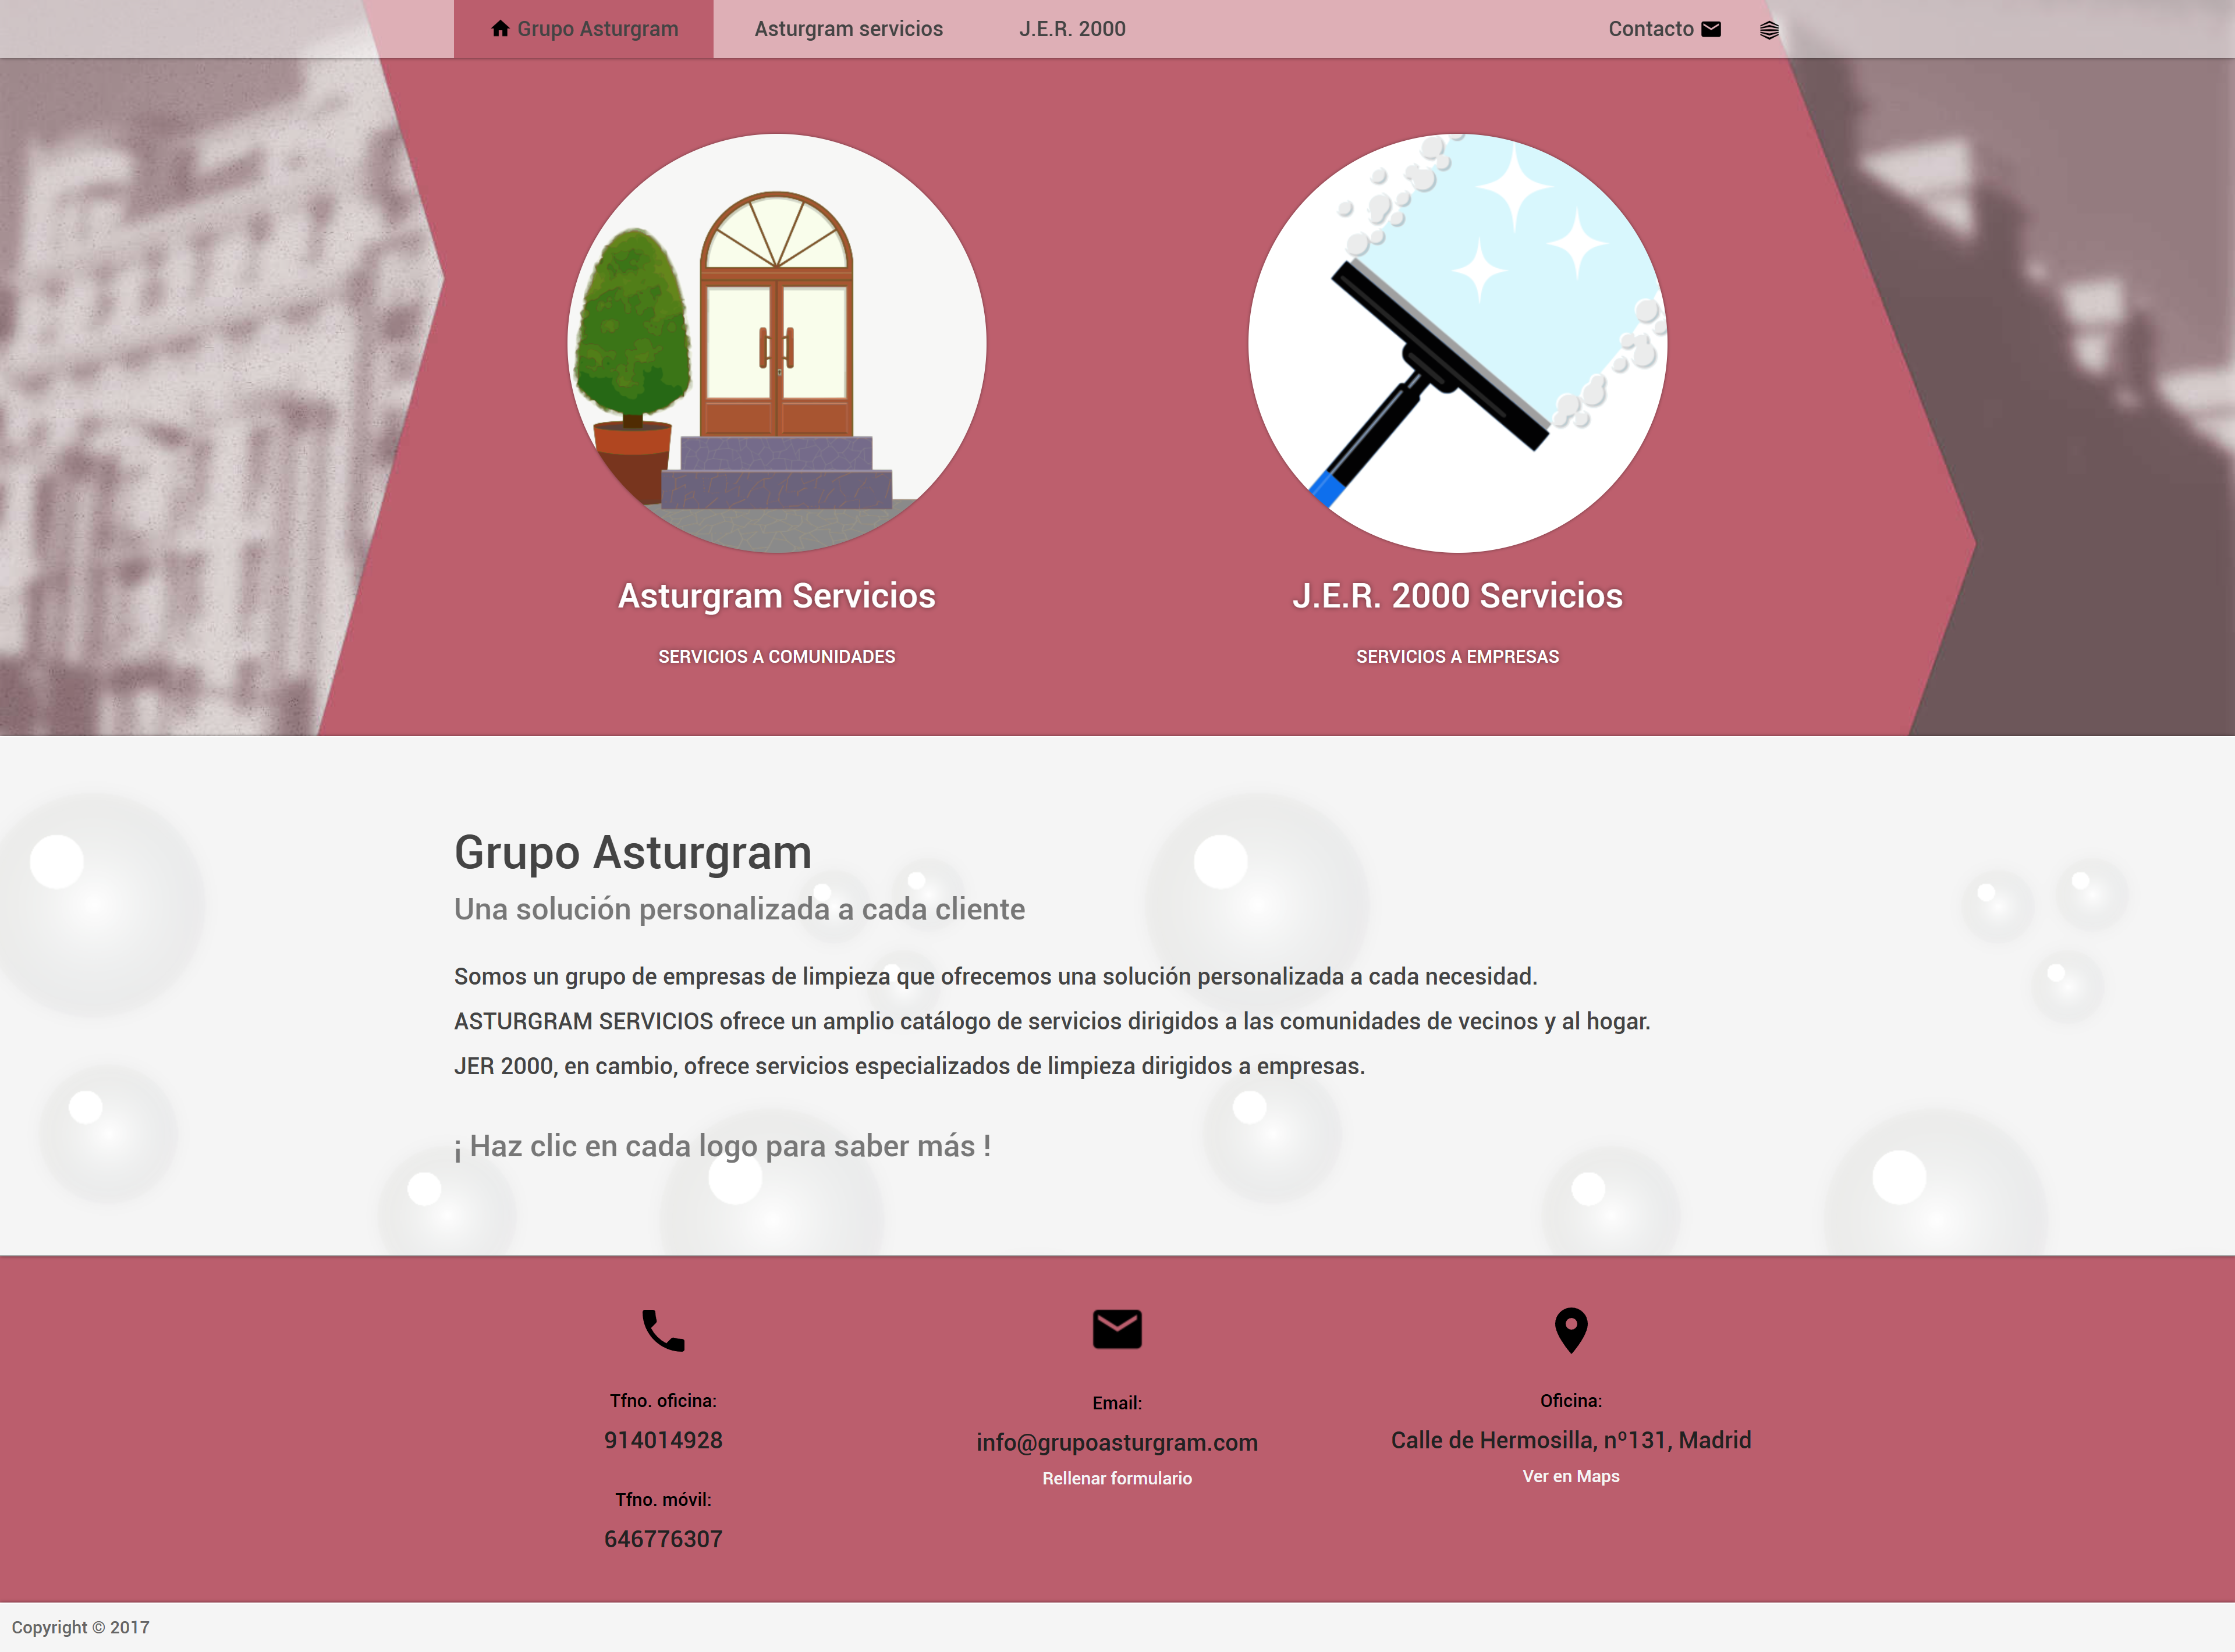 Grupo Asturgram
Asturgram servicios
J.E.R. 2000
Contacto
Asturgram Servicios
SERVICIOS A COMUNIDADES
J.E.R. 2000 Servicios
SERVICIOS A EMPRESAS
Grupo Asturgram
Una solución personalizada a cada cliente
Somos un grupo de empresas de limpieza que ofrecemos una solución personalizada a cada necesidad.
ASTURGRAM SERVICIOS ofrece un amplio catálogo de servicios dirigidos a las comunidades de vecinos y al hogar.
JER 2000, en cambio, ofrece servicios especializados de limpieza dirigidos a empresas.
¡ Haz clic en cada logo para saber más !
Tfno. oficina:
914014928
Tfno. móvil:
646776307
Email:
info@grupoasturgram.com
Rellenar formulario
Oficina:
Calle de Hermosilla, nº131, Madrid
Ver en Maps
Copyright © 2017